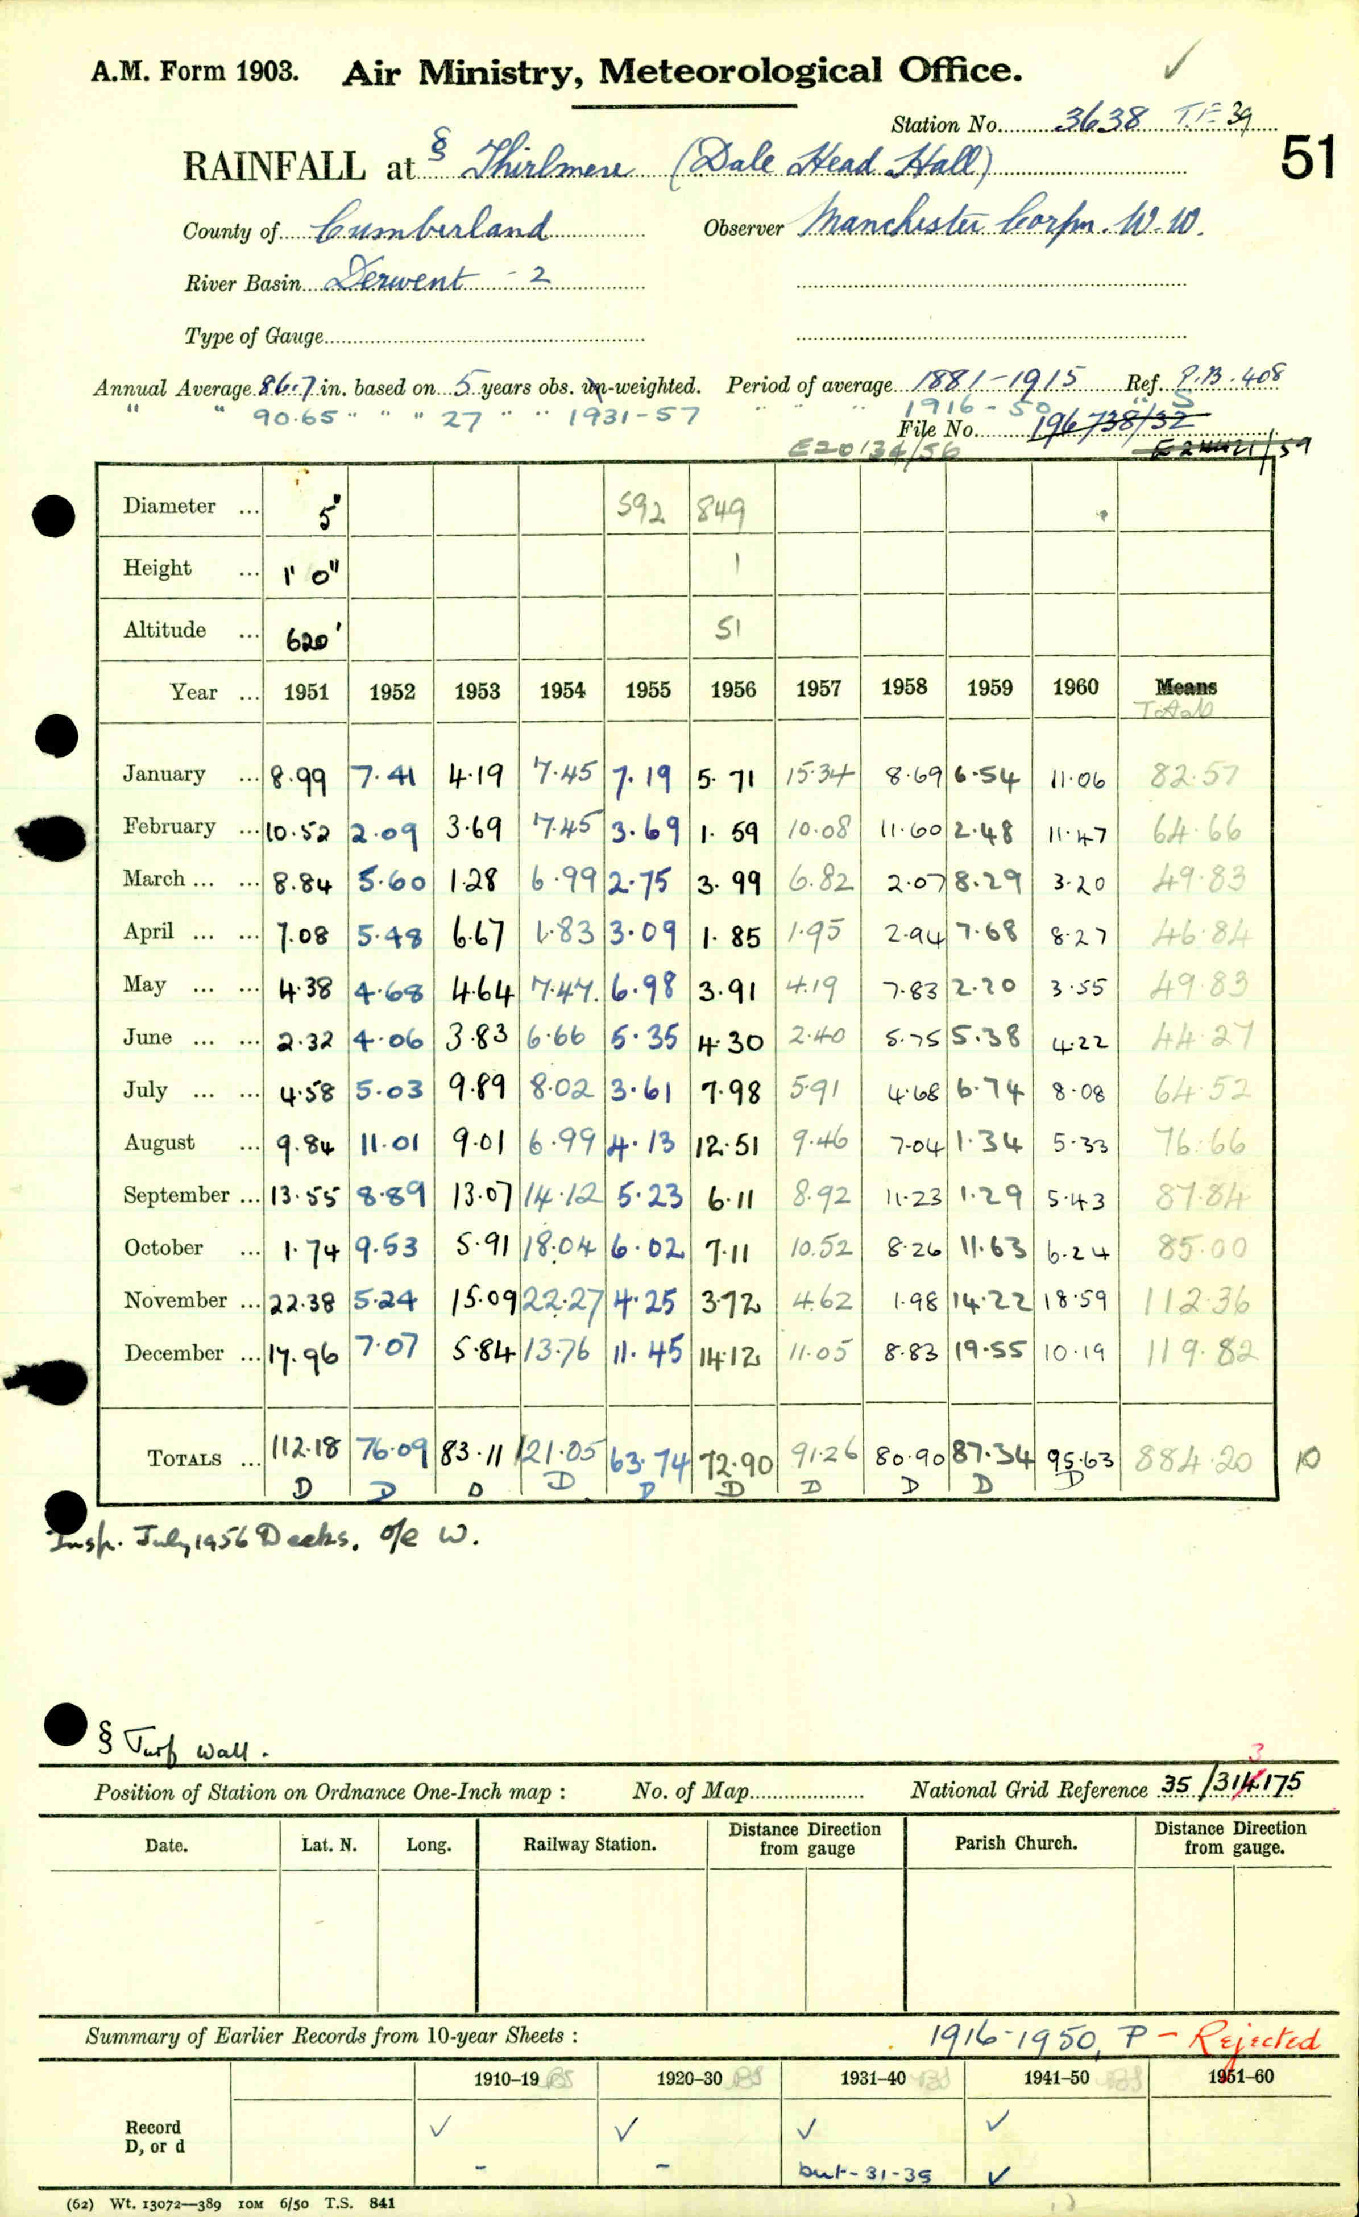 A.M. Form 1903. Air Ministry, Meteorological Office. ✓
Station No. 3638 T.F 39
51
RAINFALL at § Thirlmere (Dale Head Hall)
County of Cumberland Observer Manchester Corpn. W.W.
River Basin Derwent - 2
Type of Gauge
Annual Average 86.7 in. based on 5 years obs. un-weighted. Period of average 1881-1915 Ref. P.B. 408
" " 90.65 " " " 27 " " 1931-57 " " " 1916-50 " S
File No. 196738/32
E20134/56
Diameter ... 5" 592 849
Height ... 1' 0" 1
Altitude ... 620' 51
Year ... 1951 1952 1953 1954 1955 1956 1957 1958 1959 1960 Means
Total
January ... 8.99 7.41 4.19 7.45 7.19 5.71 15.34 8.69 6.54 11.06 82.57
February ... 10.52 2.09 3.69 7.45 3.69 1.59 10.08 11.60 2.48 11.47 64.66
March ... ... 8.84 5.60 1.28 6.99 2.75 3.99 6.82 2.07 8.29 3.20 49.83
April ... ... 7.08 5.48 6.67 6.83 3.09 1.85 1.95 2.94 7.68 8.27 46.84
May ... ... 4.38 4.68 4.64 7.47 6.98 3.91 4.19 7.83 2.20 3.55 49.83
June ... ... 2.32 4.06 3.83 6.66 5.35 4.30 2.40 5.75 5.38 4.22 44.27
July ... ... 4.58 5.03 9.89 8.02 3.61 7.98 5.91 4.68 6.74 8.08 64.52
August ... 9.84 11.01 9.01 6.99 4.13 12.51 9.46 7.04 1.34 5.33 76.66
September ... 13.55 8.89 13.07 14.12 5.23 6.11 8.92 11.23 1.29 5.43 87.84
October ... 1.74 9.53 5.91 18.04 6.02 7.11 10.52 8.26 11.63 6.24 85.00
November ... 22.38 5.24 15.09 22.27 4.25 3.72 4.62 1.98 14.22 18.59 112.36
December ... 17.96 7.07 5.84 13.76 11.45 14.12 11.05 8.83 19.55 10.19 119.82
TOTALS ... 112.18 76.09 83.11 121.05 63.74 72.90 91.26 80.90 87.34 95.63 884.20 10
D D D D D D D D D D
Insp. July 1956 Deeks. o/e W.
§ Turf wall.
3
Position of Station on Ordnance One-Inch map : No. of Map National Grid Reference 35/314175
Date. Lat. N. Long. Railway Station. Distance Direction from gauge Parish Church. Distance Direction from gauge.
Summary of Earlier Records from 10-year Sheets : 1916-1950, P - Rejected
1910-19 BS 1920-30 BS 1931-40 BS 1941-50 BS 1951-60
Record ✓ ✓ ✓ ✓
D, or d - - but - 31-35 ✓
(62) Wt. 13072—389 10M 6/50 T.S. 841